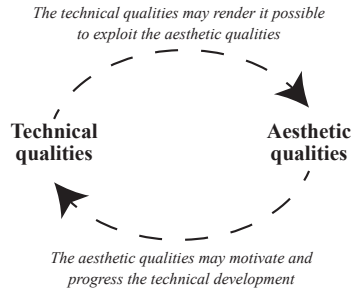 The technical qualities may render it possible
to exploit the aesthetic qualities
Technical
qualities
Aesthetic
qualities
The aesthetic qualities may motivate and
progress the technical development